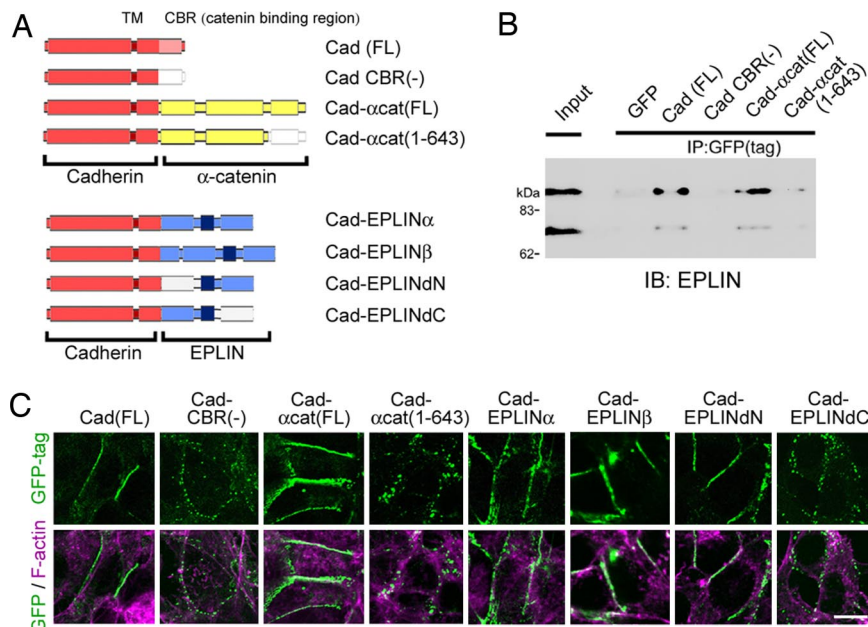 A
TM CBR (catenin binding region)
Cad (FL)
Cad CBR(-)
Cad-αcat(FL)
Cad-αcat(1-643)
Cadherin α-catenin
Cad-EPLINα
Cad-EPLINβ
Cad-EPLINdN
Cad-EPLINdC
Cadherin EPLIN
B
Input
GFP
Cad (FL)
Cad CBR(-)
Cad-αcat(FL)
Cad-αcat
(1-643)
IP:GFP(tag)
kDa
83-
62-
IB: EPLIN
C
Cad(FL)
Cad-
CBR(-)
Cad-
αcat(FL)
Cad-
αcat(1-643)
Cad-
EPLINα
Cad-
EPLINβ
Cad-
EPLINdN
Cad-
EPLINdC
GFP-tag
GFP / F-actin